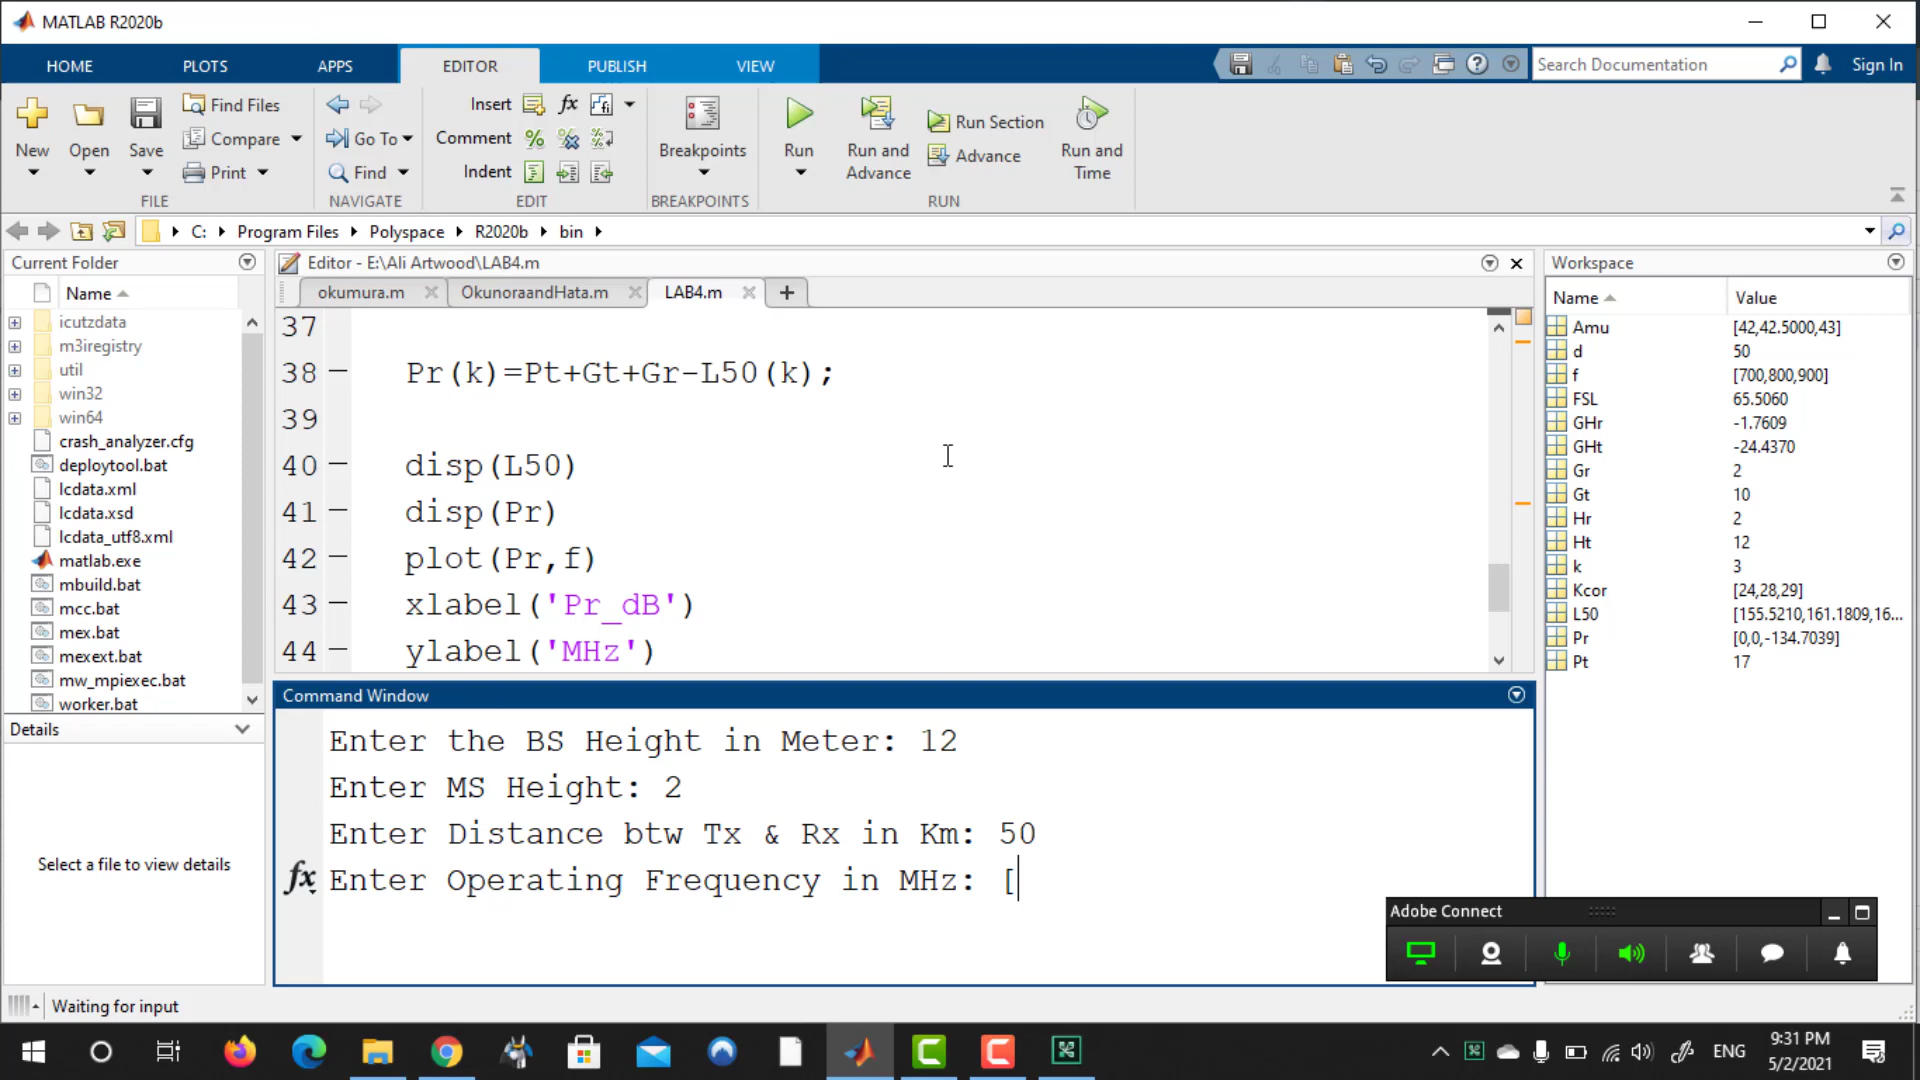 MATLAB R2020b
HOME PLOTS APPS EDITOR PUBLISH VIEW
Search Documentation
Sign In
New Open Save
Find Files
Compare
Print
FILE
Go To
Find
NAVIGATE
Insert fx
Comment
Indent
EDIT
Breakpoints
BREAKPOINTS
Run
Run and Advance
Run Section
Advance
Run and Time
RUN
C: Program Files Polyspace R2020b bin
Current Folder
Name
icutzdata
m3iregistry
util
win32
win64
crash_analyzer.cfg
deploytool.bat
lcdata.xml
lcdata.xsd
lcdata_utf8.xml
matlab.exe
mbuild.bat
mcc.bat
mex.bat
mexext.bat
mw_mpiexec.bat
worker.bat
Details
Select a file to view details
Editor - E:\Ali Artwood\LAB4.m
okumura.m OkunoraandHata.m LAB4.m
37
38 Pr(k)=Pt+Gt+Gr-L50(k);
39
40 disp(L50)
41 disp(Pr)
42 plot(Pr,f)
43 xlabel('Pr_dB')
44 ylabel('MHz')
Command Window
Enter the BS Height in Meter: 12
Enter MS Height: 2
Enter Distance btw Tx & Rx in Km: 50
fx Enter Operating Frequency in MHz: [
Workspace
Name Value
Amu [42,42.5000,43]
d 50
f [700,800,900]
FSL 65.5060
GHr -1.7609
GHt -24.4370
Gr 2
Gt 10
Hr 2
Ht 12
k 3
Kcor [24,28,29]
L50 [155.5210,161.1809,16...
Pr [0,0,-134.7039]
Pt 17
Adobe Connect
Waiting for input
ENG
9:31 PM
5/2/2021